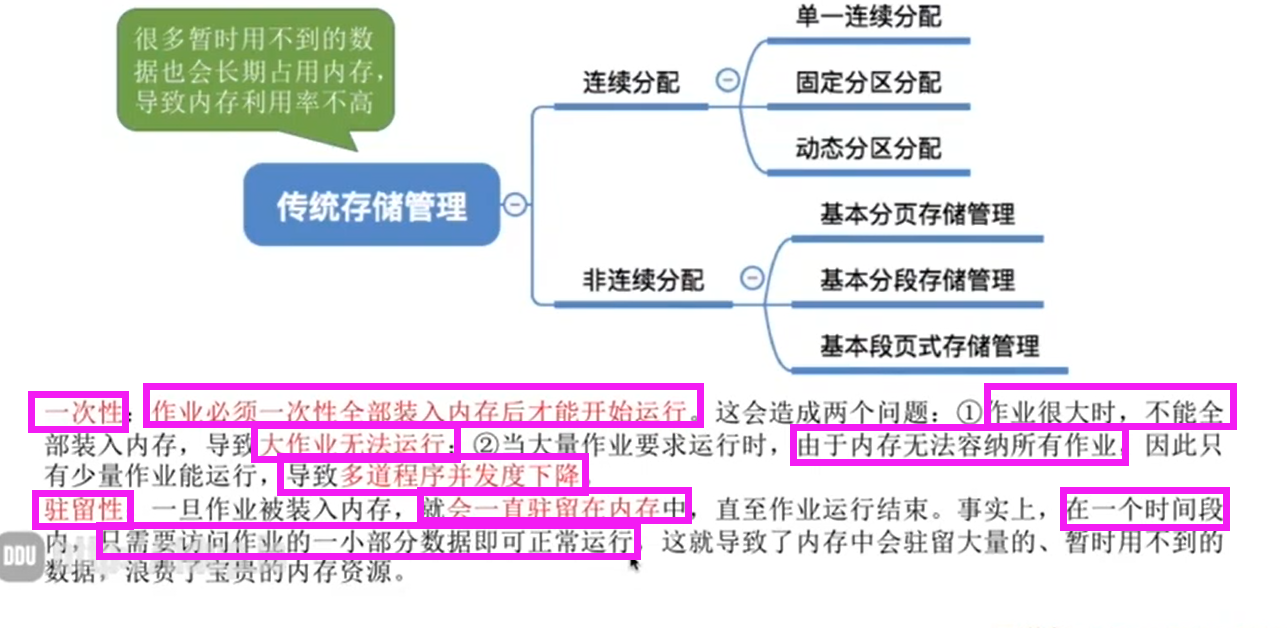 很多暂时用不到的数
据也会长期占用内存，
导致内存利用率不高
传统存储管理
连续分配
单一连续分配
固定分区分配
动态分区分配
非连续分配
基本分页存储管理
基本分段存储管理
基本段页式存储管理
一次性：作业必须一次性全部装入内存后才能开始运行。这会造成两个问题：①作业很大时，不能全
部装入内存，导致大作业无法运行；②当大量作业要求运行时，由于内存无法容纳所有作业，因此只
有少量作业能运行，导致多道程序并发度下降。
驻留性：一旦作业被装入内存，就会一直驻留在内存中，直至作业运行结束。事实上，在一个时间段
内，只需要访问作业的一小部分数据即可正常运行，这就导致了内存中会驻留大量的、暂时用不到的
数据，浪费了宝贵的内存资源。
DDU